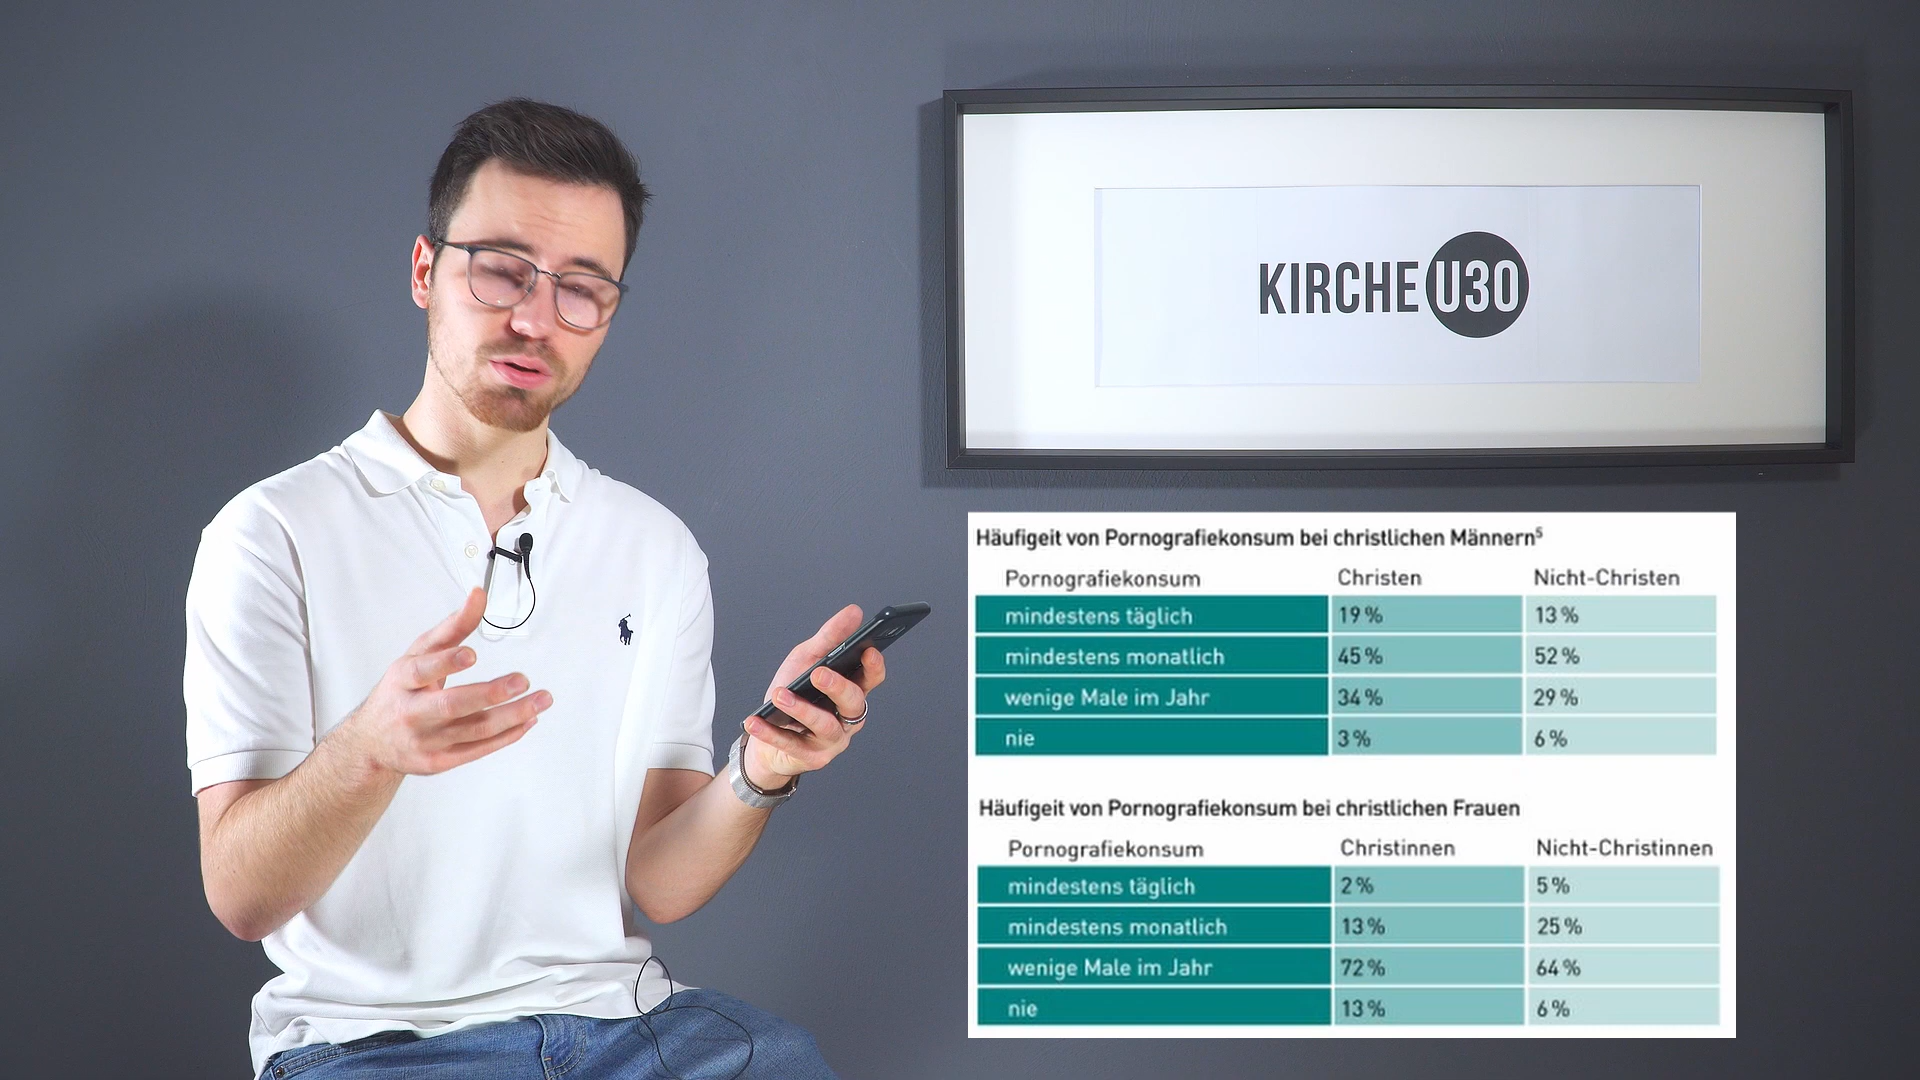 KIRCHE U30
Häufigeit von Pornografiekonsum bei christlichen Männern⁵
Pornografiekonsum Christen Nicht-Christen
mindestens täglich 19 % 13 %
mindestens monatlich 45 % 52 %
wenige Male im Jahr 34 % 29 %
nie 3 % 6 %
Häufigeit von Pornografiekonsum bei christlichen Frauen
Pornografiekonsum Christinnen Nicht-Christinnen
mindestens täglich 2 % 5 %
mindestens monatlich 13 % 25 %
wenige Male im Jahr 72 % 64 %
nie 13 % 6 %